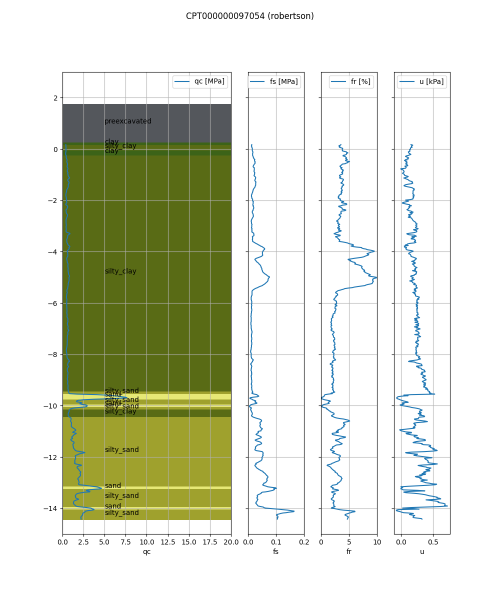 CPT000000097054 (robertson)
qc [MPa]
fs [MPa]
fr [%]
u [kPa]
preexcavated
clay
silty_clay
clay
silty_clay
silty_sand
sand
silty_sand
sand
silty_sand
silty_clay
silty_sand
sand
silty_sand
sand
silty_sand
2
0
−2
−4
−6
−8
−10
−12
−14
0.0 2.5 5.0 7.5 10.0 12.5 15.0 17.5 20.0
0.0 0.1 0.2
0 5 10
0.0 0.5
qc
fs
fr
u